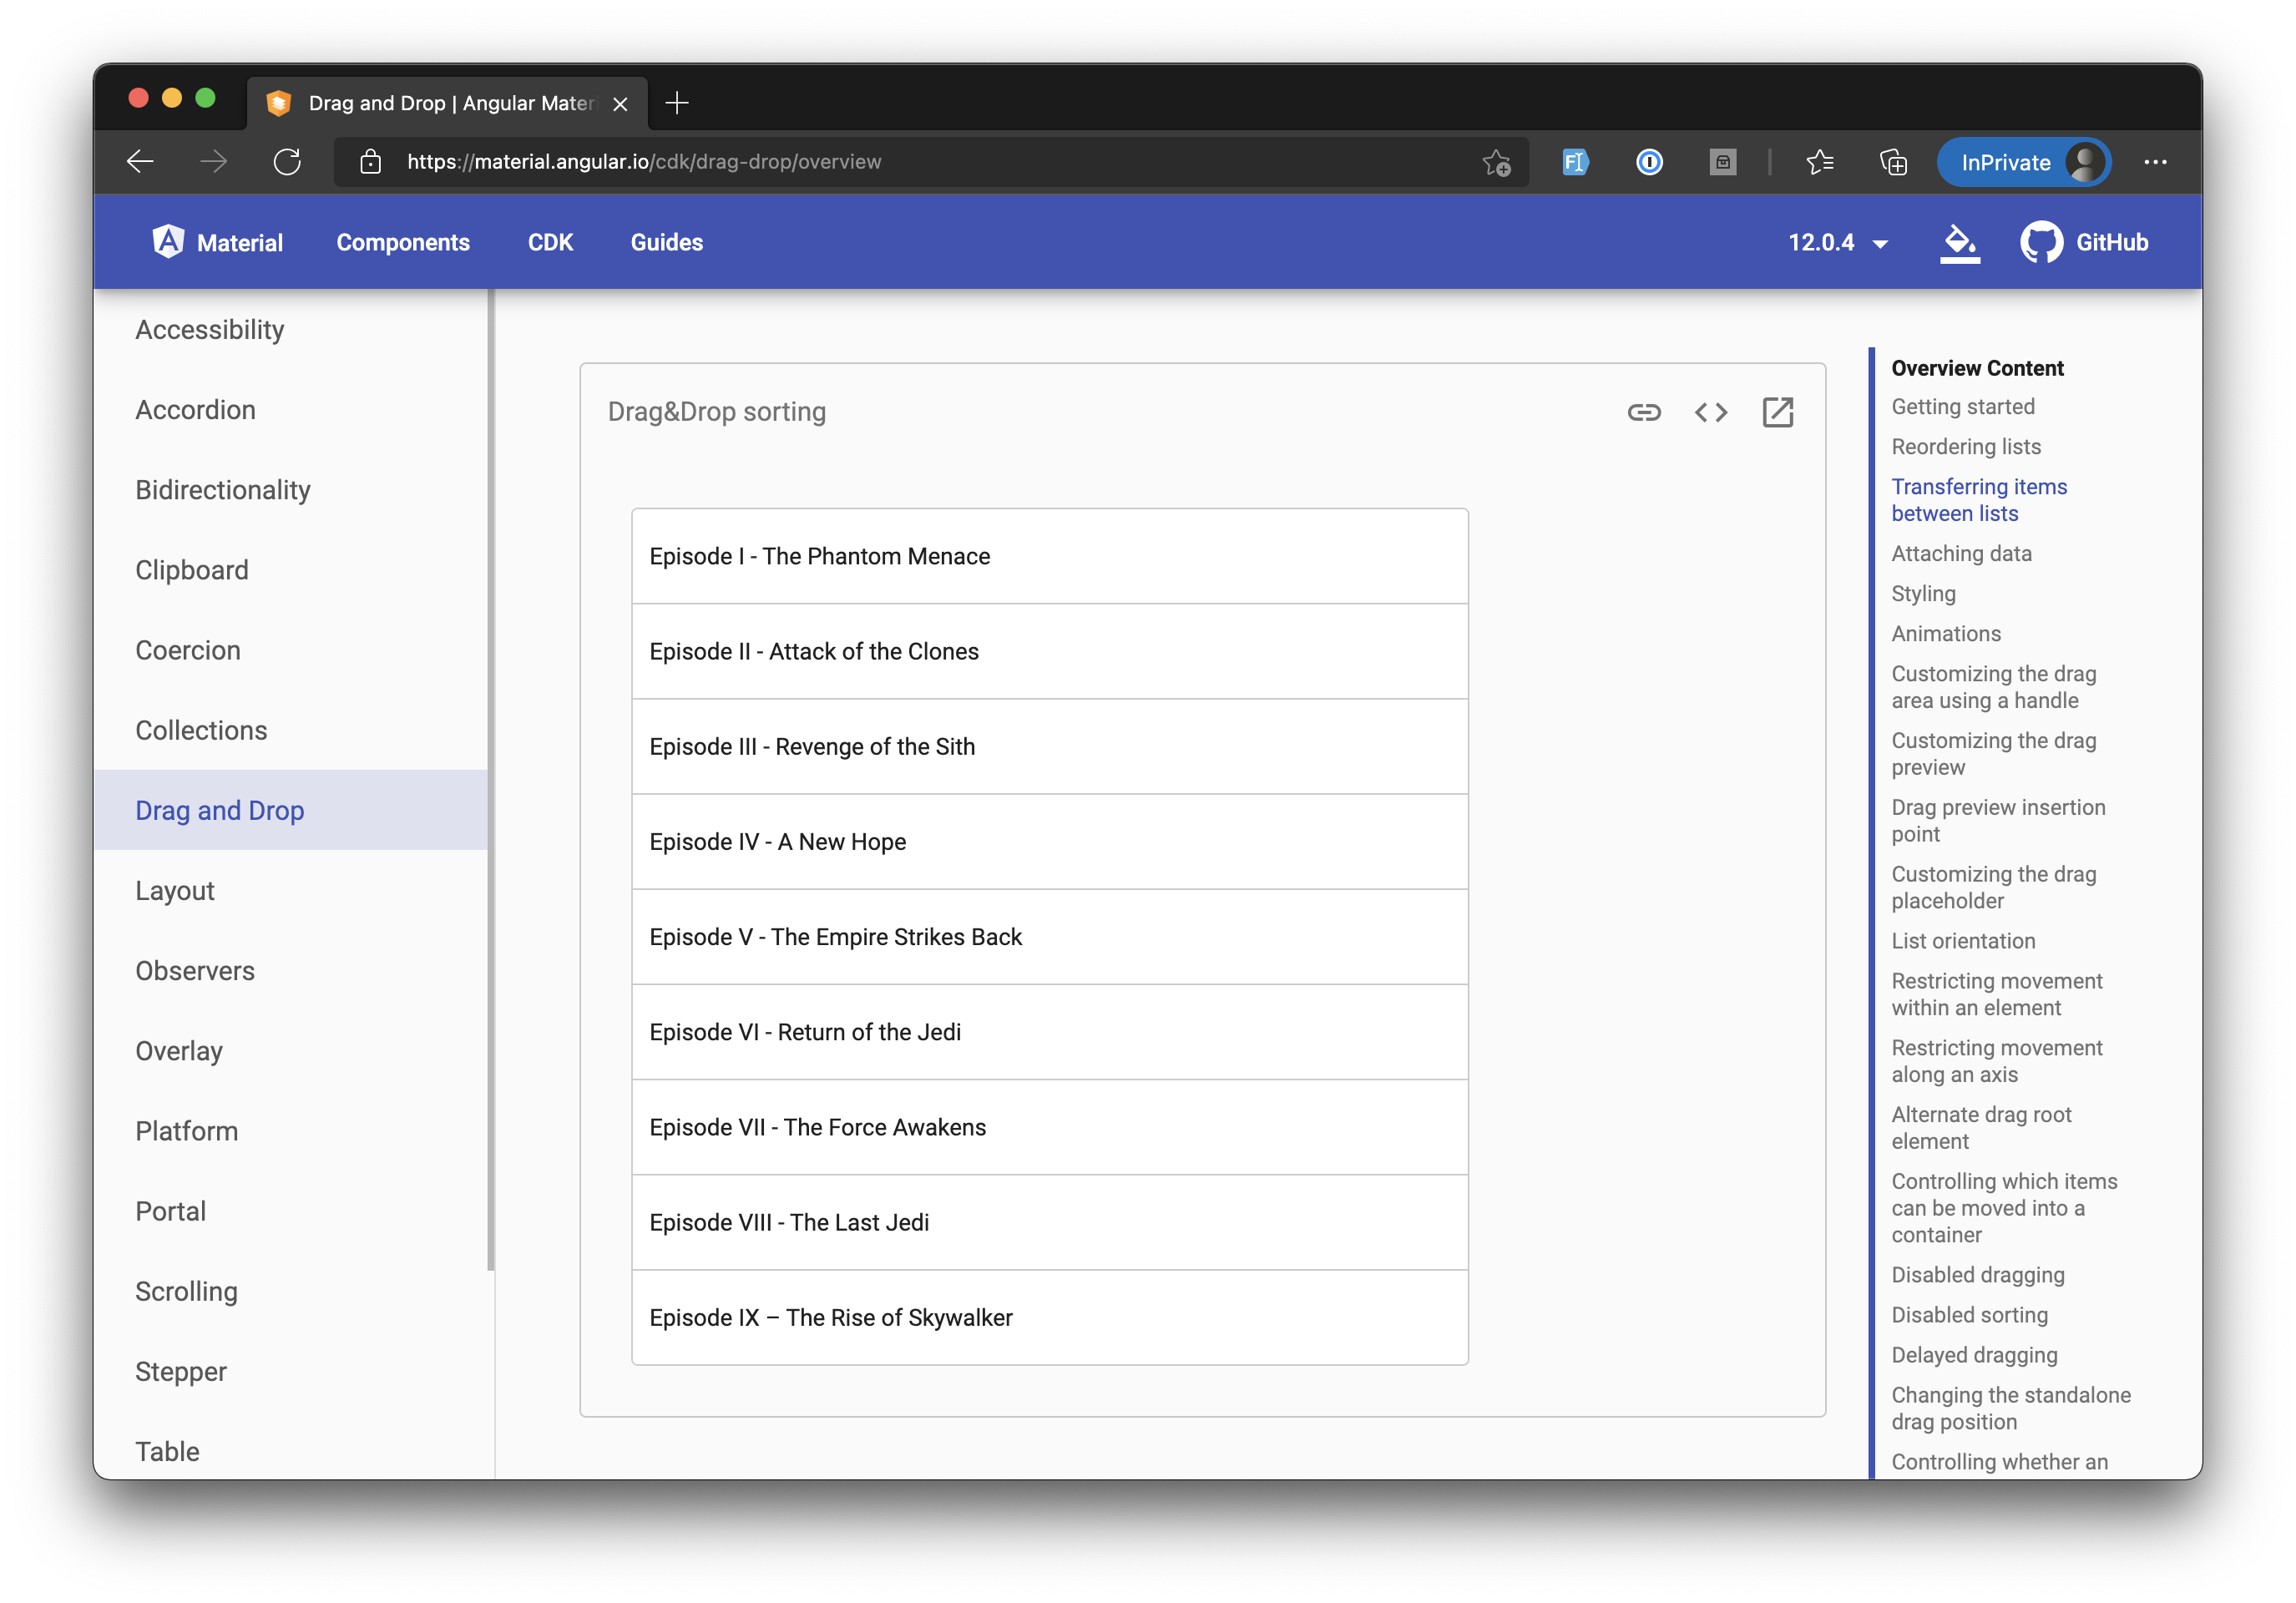 Drag and Drop | Angular Materi
https://material.angular.io/cdk/drag-drop/overview
InPrivate
Material
Components
CDK
Guides
12.0.4
GitHub
Accessibility
Accordion
Bidirectionality
Clipboard
Coercion
Collections
Drag and Drop
Layout
Observers
Overlay
Platform
Portal
Scrolling
Stepper
Table
Drag&Drop sorting
Episode I - The Phantom Menace
Episode II - Attack of the Clones
Episode III - Revenge of the Sith
Episode IV - A New Hope
Episode V - The Empire Strikes Back
Episode VI - Return of the Jedi
Episode VII - The Force Awakens
Episode VIII - The Last Jedi
Episode IX – The Rise of Skywalker
Overview Content
Getting started
Reordering lists
Transferring items
between lists
Attaching data
Styling
Animations
Customizing the drag
area using a handle
Customizing the drag
preview
Drag preview insertion
point
Customizing the drag
placeholder
List orientation
Restricting movement
within an element
Restricting movement
along an axis
Alternate drag root
element
Controlling which items
can be moved into a
container
Disabled dragging
Disabled sorting
Delayed dragging
Changing the standalone
drag position
Controlling whether an